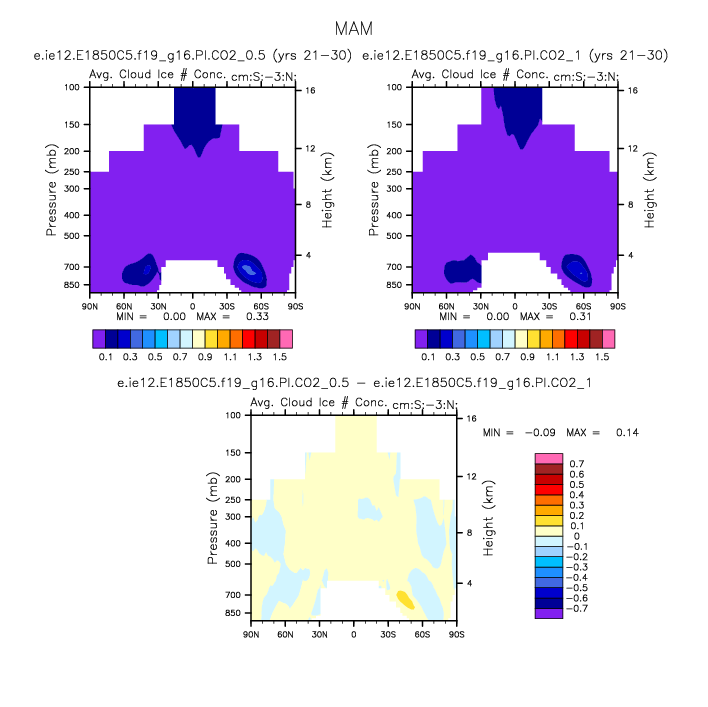 MAM
e.ie12.E1850C5.f19_g16.PI.CO2_0.5 (yrs 21-30) e.ie12.E1850C5.f19_g16.PI.CO2_1 (yrs 21-30)
Avg. Cloud Ice # Conc. cm:S:-3:N: Avg. Cloud Ice # Conc. cm:S:-3:N:
100 150 200 250 300 400 500 700 850
Pressure (mb)
16 12 8 4
Height (km)
90N 60N 30N 0 30S 60S 90S
MIN = 0.00 MAX = 0.33
0.1 0.3 0.5 0.7 0.9 1.1 1.3 1.5
100 150 200 250 300 400 500 700 850
Pressure (mb)
16 12 8 4
Height (km)
90N 60N 30N 0 30S 60S 90S
MIN = 0.00 MAX = 0.31
0.1 0.3 0.5 0.7 0.9 1.1 1.3 1.5
e.ie12.E1850C5.f19_g16.PI.CO2_0.5 - e.ie12.E1850C5.f19_g16.PI.CO2_1
Avg. Cloud Ice # Conc. cm:S:-3:N:
100 150 200 250 300 400 500 700 850
Pressure (mb)
16 12 8 4
Height (km)
90N 60N 30N 0 30S 60S 90S
MIN = -0.09 MAX = 0.14
0.7
0.6
0.5
0.4
0.3
0.2
0.1
0
-0.1
-0.2
-0.3
-0.4
-0.5
-0.6
-0.7